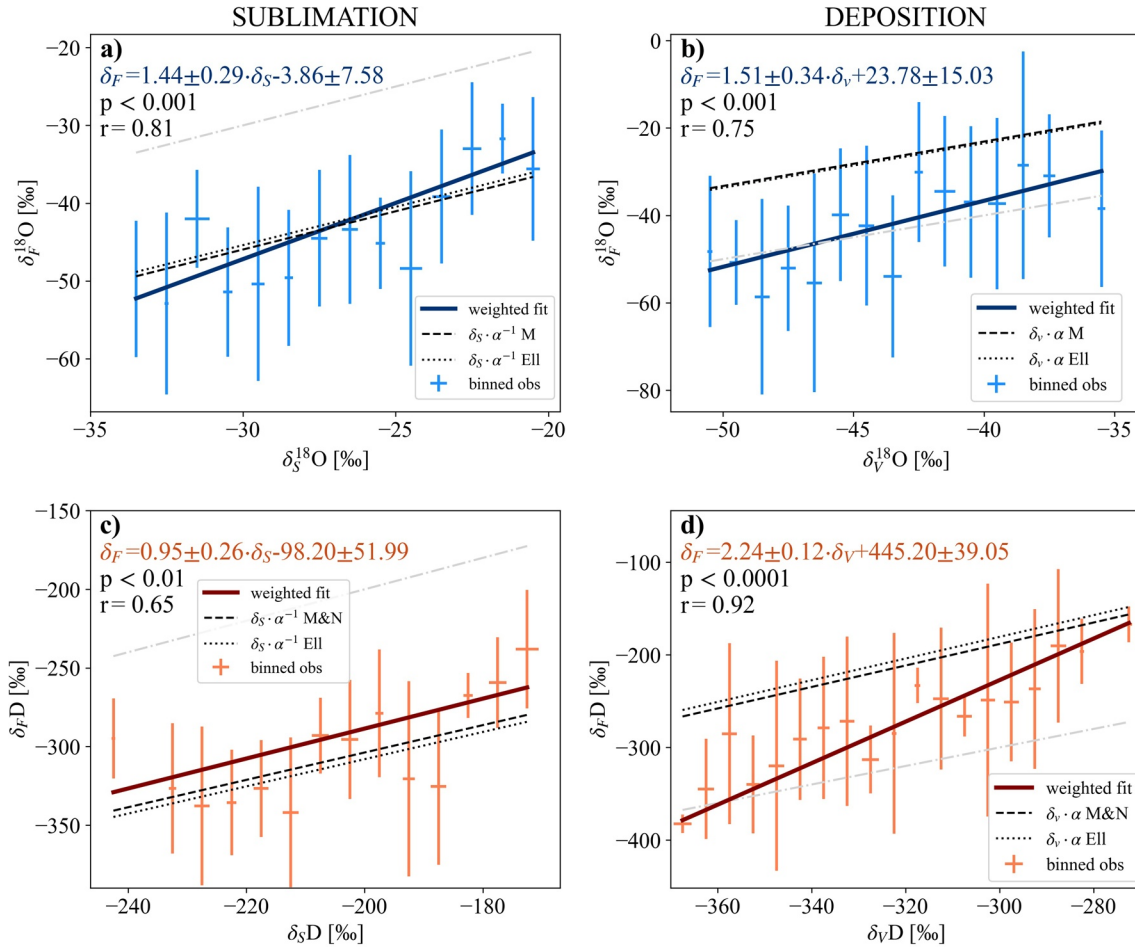 SUBLIMATION
DEPOSITION
a)
δF=1.44±0.29·δS-3.86±7.58
p < 0.001
r= 0.81
−20
−30
−40
−50
−60
δF18O [‰]
weighted fit
δS·α−1 M
δS·α−1 Ell
binned obs
−35
−30
−25
−20
δS18O [‰]
b)
δF=1.51±0.34·δv+23.78±15.03
p < 0.001
r= 0.75
0
−20
−40
−60
−80
δF18O [‰]
weighted fit
δv·α M
δv·α Ell
binned obs
−50
−45
−40
−35
δV18O [‰]
c)
δF=0.95±0.26·δS-98.20±51.99
p < 0.01
r= 0.65
−150
−200
−250
−300
−350
δFD [‰]
weighted fit
δS·α−1 M&N
δS·α−1 Ell
binned obs
−240
−220
−200
−180
δSD [‰]
d)
δF=2.24±0.12·δV+445.20±39.05
p < 0.0001
r= 0.92
−100
−200
−300
−400
δFD [‰]
weighted fit
δv·α M&N
δv·α Ell
binned obs
−360
−340
−320
−300
−280
δVD [‰]